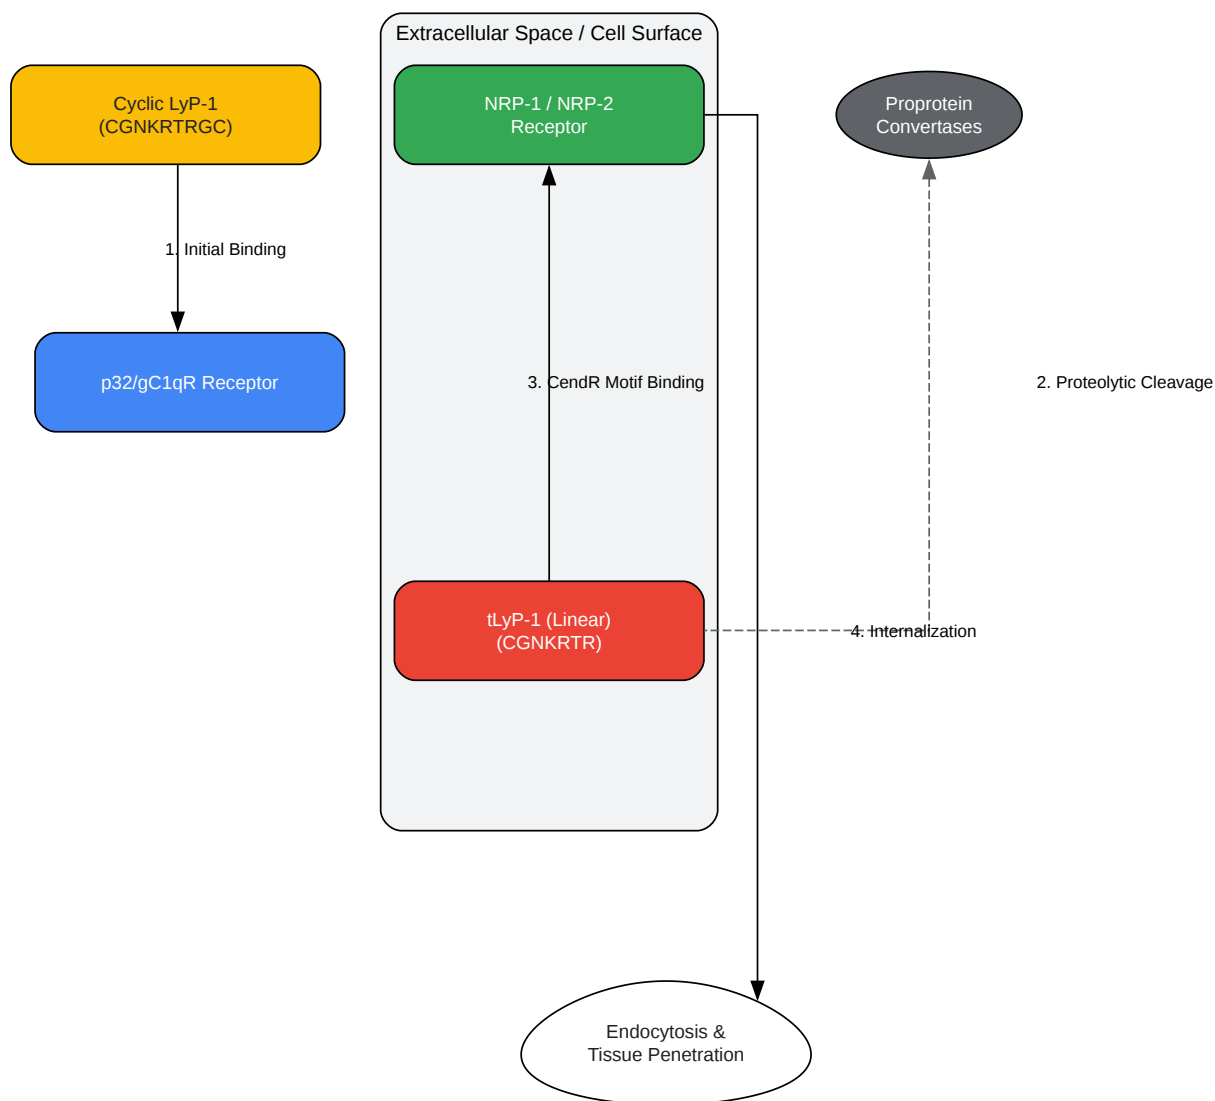 Extracellular Space / Cell Surface
Cyclic LyP-1
(CGNKRTRGC)
NRP-1 / NRP-2
Receptor
Proprotein
Convertases
1. Initial Binding
p32/gC1qR Receptor
3. CendR Motif Binding
2. Proteolytic Cleavage
tLyP-1 (Linear)
(CGNKRTR)
4. Internalization
Endocytosis &
Tissue Penetration